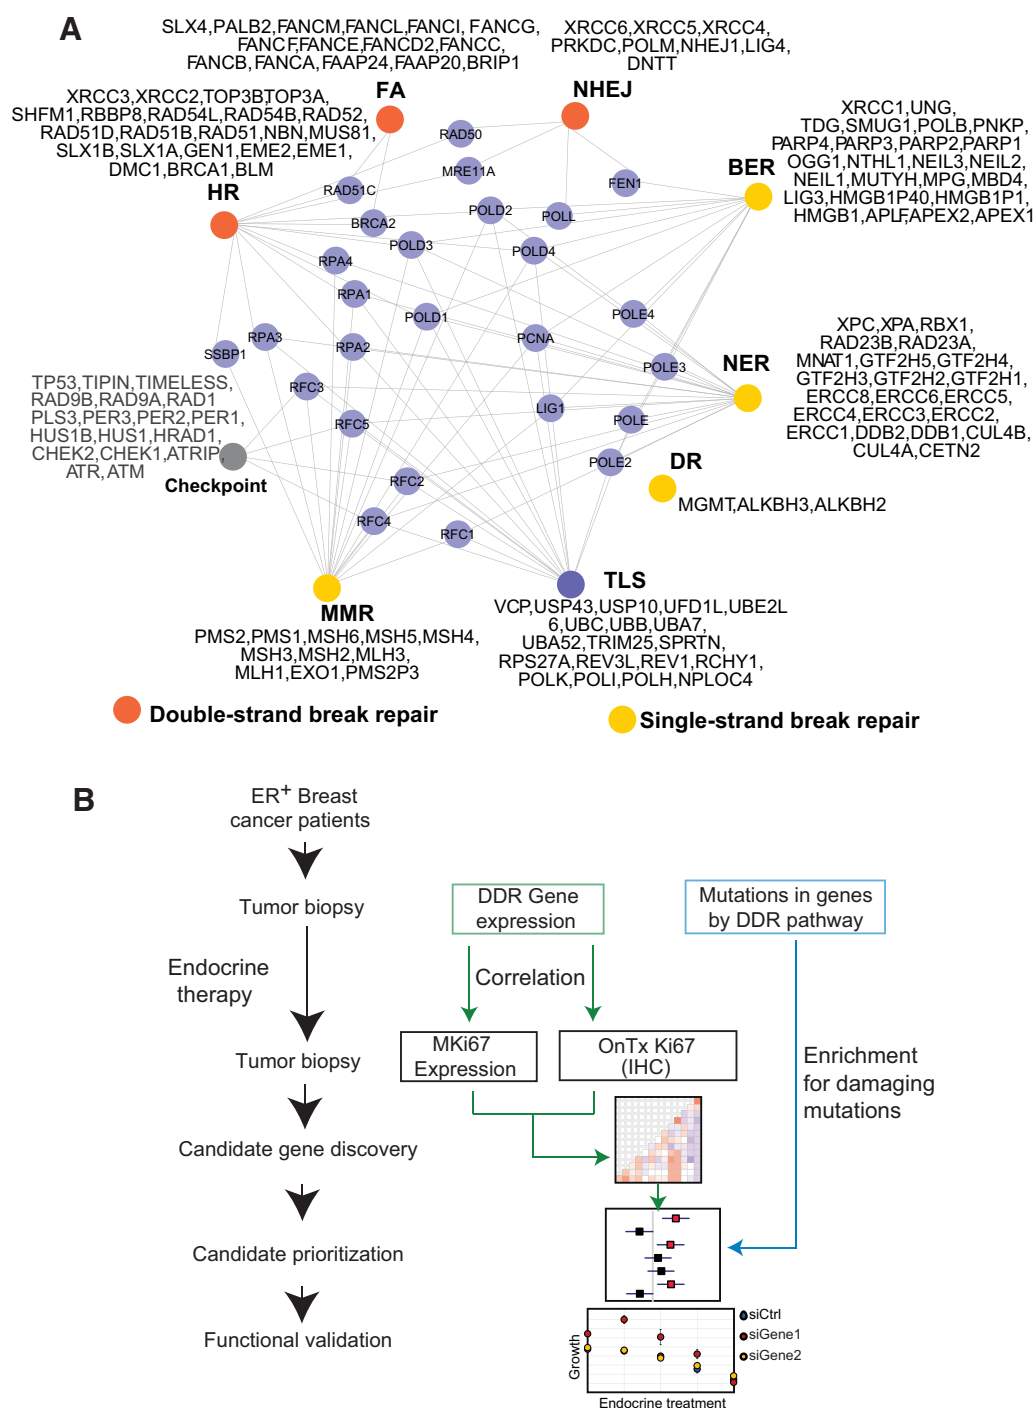 A
SLX4,PALB2,FANCM,FANCL,FANCI, FANCG,
FANCF,FANCE,FANCD2,FANCC,
FANCB,FANCA,FAAP24,FAAP20,BRIP1
FA
XRCC6,XRCC5,XRCC4,
PRKDC,POLM,NHEJ1,LIG4,
DNTT
NHEJ
XRCC3,XRCC2,TOP3B,TOP3A,
SHFM1,RBBP8,RAD54L,RAD54B,RAD52,
RAD51D,RAD51B,RAD51,NBN,MUS81,
SLX1B,SLX1A,GEN1,EME2,EME1,
DMC1,BRCA1,BLM
HR
XRCC1,UNG,
TDG,SMUG1,POLB,PNKP,
PARP4,PARP3,PARP2,PARP1
OGG1,NTHL1,NEIL3,NEIL2,
NEIL1,MUTYH,MPG,MBD4,
LIG3,HMGB1P40,HMGB1P1,
HMGB1,APLF,APEX2,APEX1
BER
RAD50
MRE11A
FEN1
RAD51C
BRCA2
POLD2
POLL
POLD3
POLD4
RPA4
RPA1
POLD1
POLE4
PCNA
RPA3
RPA2
SSBP1
POLE3
RFC3
LIG1
POLE
RFC5
POLE2
RFC2
RFC4
RFC1
XPC,XPA,RBX1,
RAD23B,RAD23A,
MNAT1,GTF2H5,GTF2H4,
GTF2H3,GTF2H2,GTF2H1,
ERCC8,ERCC6,ERCC5,
ERCC4,ERCC3,ERCC2,
ERCC1,DDB2,DDB1,CUL4B,
CUL4A,CETN2
NER
TP53,TIPIN,TIMELESS,
RAD9B,RAD9A,RAD1
PLS3,PER3,PER2,PER1,
HUS1B,HUS1,HRAD1,
CHEK2,CHEK1,ATRIP,
ATR,ATM
Checkpoint
DR
MGMT,ALKBH3,ALKBH2
MMR
PMS2,PMS1,MSH6,MSH5,MSH4,
MSH3,MSH2,MLH3,
MLH1,EXO1,PMS2P3
TLS
VCP,USP43,USP10,UFD1L,UBE2L
6,UBC,UBB,UBA7,
UBA52,TRIM25,SPRTN,
RPS27A,REV3L,REV1,RCHY1,
POLK,POLI,POLH,NPLOC4
Double-strand break repair
Single-strand break repair
B
ER+ Breast
cancer patients
Tumor biopsy
Endocrine
therapy
Tumor biopsy
Candidate gene discovery
Candidate prioritization
Functional validation
DDR Gene
expression
Correlation
MKi67
Expression
OnTx Ki67
(IHC)
Mutations in genes
by DDR pathway
Enrichment
for damaging
mutations
siCtrl
siGene1
siGene2
Growth
Endocrine treatment